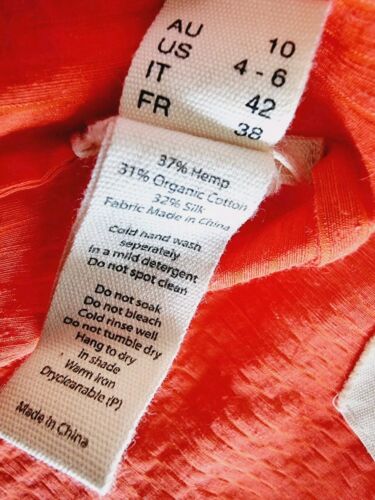 AU 10
US 4 - 6
IT 42
FR 38
37% Hemp
31% Organic Cotton
32% Silk
Fabric Made in China
Cold hand wash
seperately
In a mild detergent
Do not spot clean
Do not soak
Do not bleach
Cold rinse well
Do not tumble dry
Hang to dry
In shade
Warm iron
Drycleanable (P)
Made in China